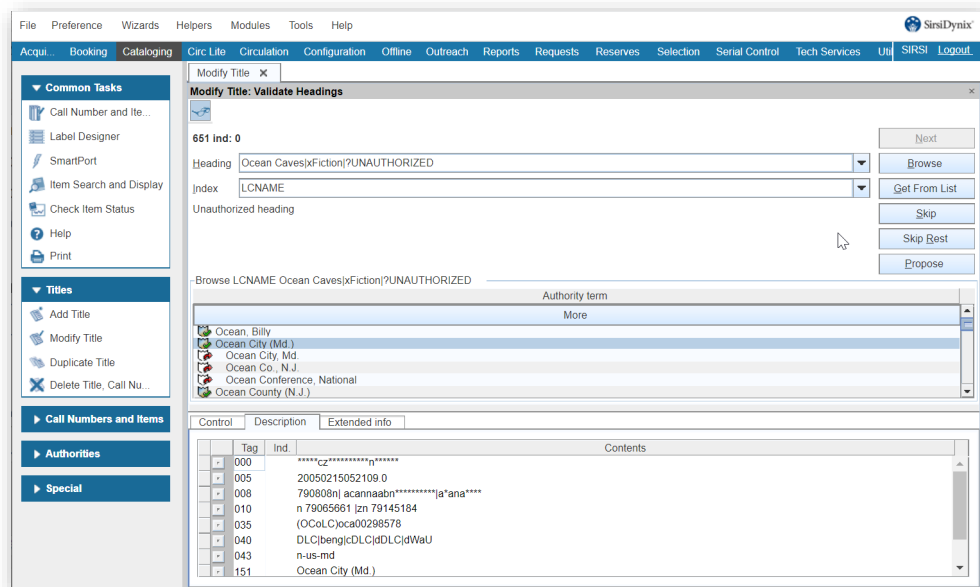 File Preference Wizards Helpers Modules Tools Help SirsiDynix
Acqui... Booking Cataloging Circ Lite Circulation Configuration Offline Outreach Reports Requests Reserves Selection Serial Control Tech Services Uti SIRSI Logout
Modify Title X
Common Tasks
Call Number and Ite...
Label Designer
SmartPort
Item Search and Display
Check Item Status
Help
Print
Titles
Add Title
Modify Title
Duplicate Title
Delete Title, Call Nu...
Call Numbers and Items
Authorities
Special
Modify Title: Validate Headings
651 ind: 0
Heading Ocean Caves|xFiction|?UNAUTHORIZED
Index LCNAME
Unauthorized heading
Next
Browse
Get From List
Skip
Skip Rest
Propose
Browse LCNAME Ocean Caves|xFiction|?UNAUTHORIZED
Authority term
More
Ocean, Billy
Ocean City (Md.)
Ocean City, Md.
Ocean Co., N.J.
Ocean Conference, National
Ocean County (N.J.)
Control Description Extended info
Tag Ind. Contents
000 *****cz**********n******
005 20050215052109.0
008 790808n| acannaabn**********|a*ana****
010 n 79065661 |zn 79145184
035 (OCoLC)oca00298578
040 DLC|beng|cDLC|dDLC|dWaU
043 n-us-md
151 Ocean City (Md.)